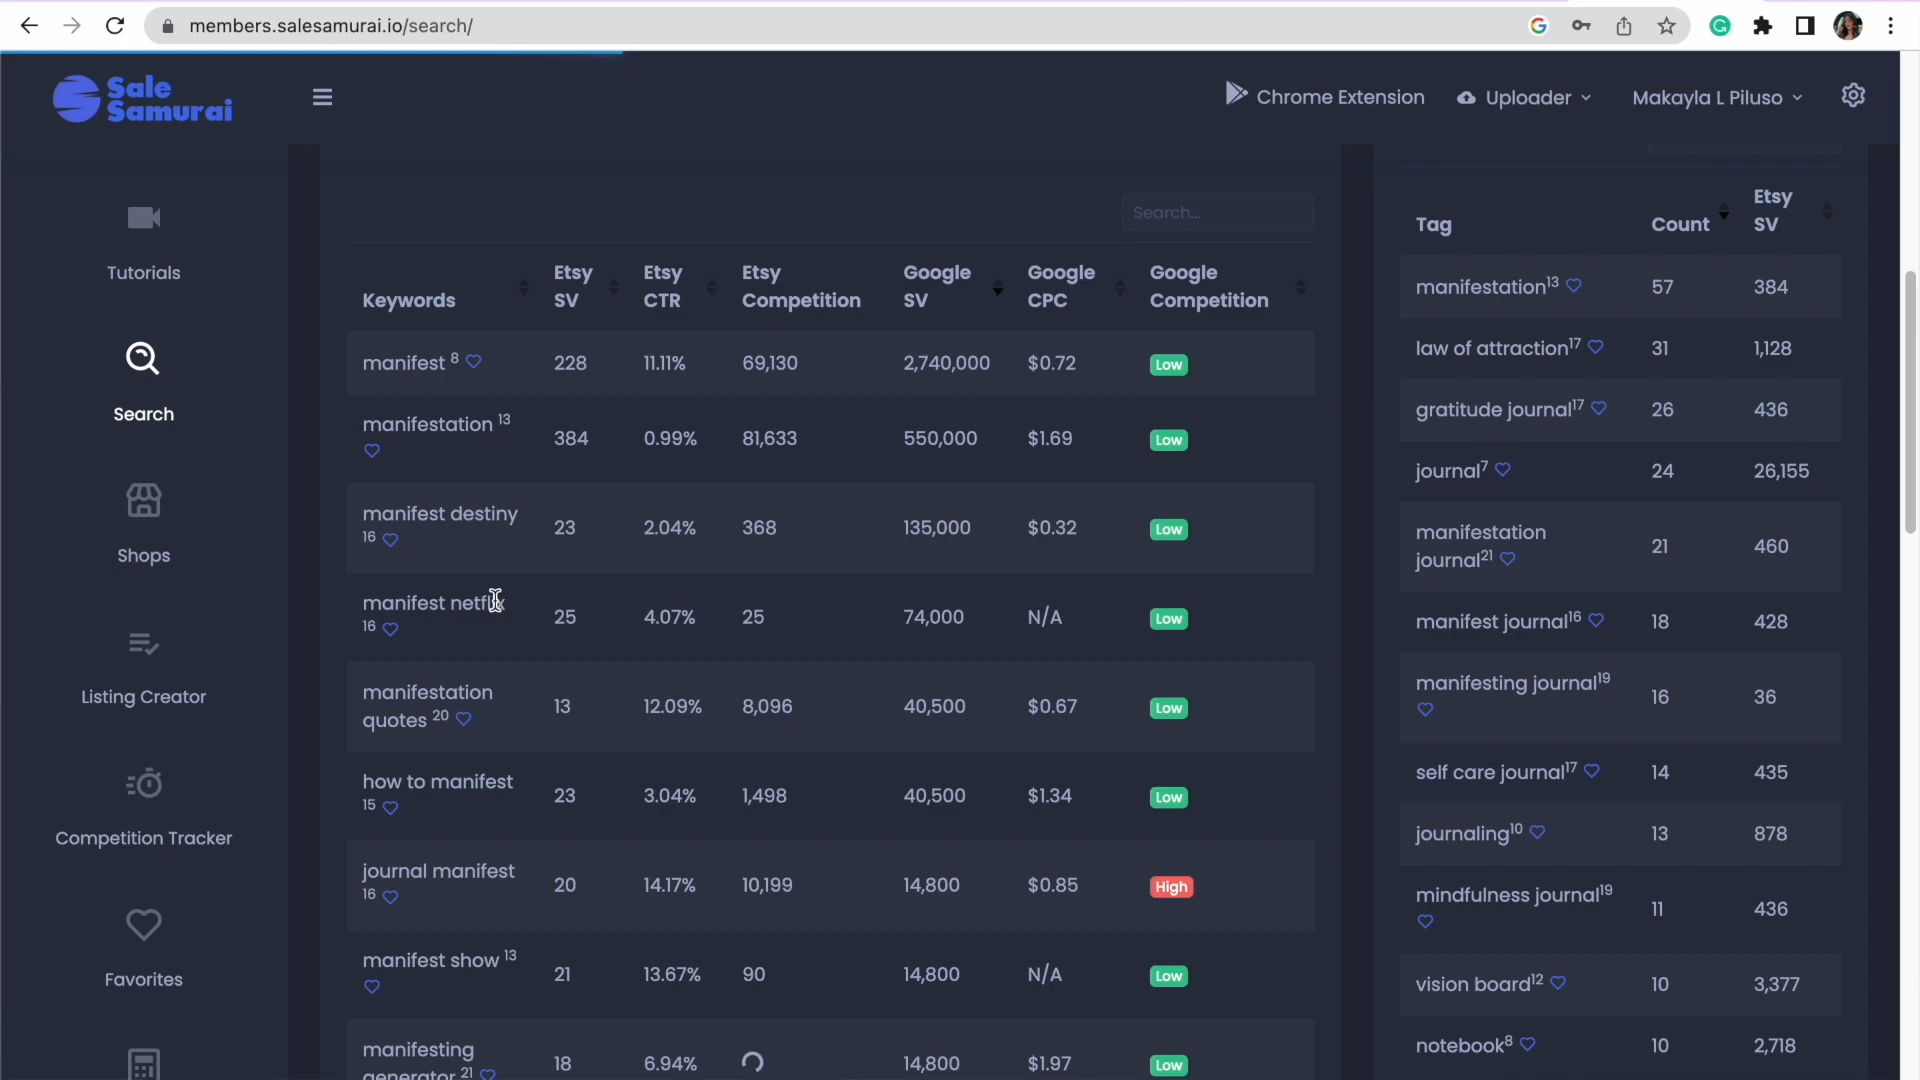 members.salesamurai.io/search/
Sale
Samurai
Chrome Extension
Uploader
Makayla L Piluso
Tutorials
Search
Shops
Listing Creator
Competition Tracker
Favorites
Search...
Keywords
Etsy
SV
Etsy
CTR
Etsy
Competition
Google
SV
Google
CPC
Google
Competition
manifest 8
228
11.11%
69,130
2,740,000
$0.72
Low
manifestation 13
384
0.99%
81,633
550,000
$1.69
Low
manifest destiny
16
23
2.04%
368
135,000
$0.32
Low
manifest netflix
16
25
4.07%
25
74,000
N/A
Low
manifestation
quotes 20
13
12.09%
8,096
40,500
$0.67
Low
how to manifest
15
23
3.04%
1,498
40,500
$1.34
Low
journal manifest
16
20
14.17%
10,199
14,800
$0.85
High
manifest show 13
21
13.67%
90
14,800
N/A
Low
manifesting
generator 21
18
6.94%
14,800
$1.97
Low
Tag
Count
Etsy
SV
manifestation13
57
384
law of attraction17
31
1,128
gratitude journal17
26
436
journal7
24
26,155
manifestation
journal21
21
460
manifest journal16
18
428
manifesting journal19
16
36
self care journal17
14
435
journaling10
13
878
mindfulness journal19
11
436
vision board12
10
3,377
notebook8
10
2,718